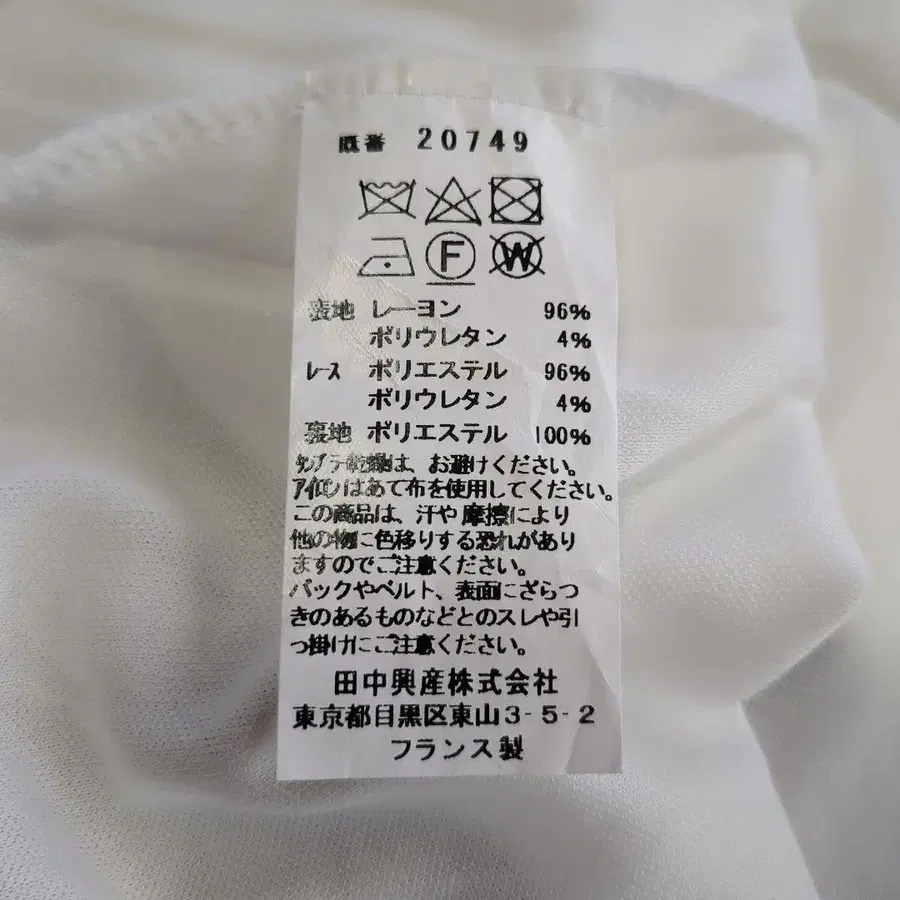 既番 20749
F W
表地 レーヨン 96%
ポリウレタン 4%
レース ポリエステル 96%
ポリウレタン 4%
裏地 ポリエステル 100%
タンブラ乾燥は、お避けください。
アイロンはあて布を使用してください。
この商品は、汗や摩擦により
他の物に色移りする恐れがあり
ますのでご注意ください。
バックやベルト、表面にざらつ
きのあるものなどとのスレや引
っ掛けにご注意ください。
田中興産株式会社
東京都目黒区東山3-5-2
フランス製